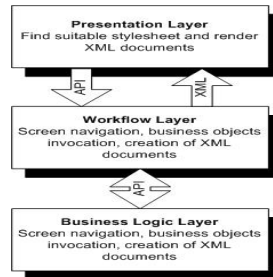 Presentation Layer
Find suitable stylesheet and render
XML documents
API
XML
Workflow Layer
Screen navigation, business objects
invocation, creation of XML
documents
API
Business Logic Layer
Screen navigation, business objects
invocation, creation of XML
documents